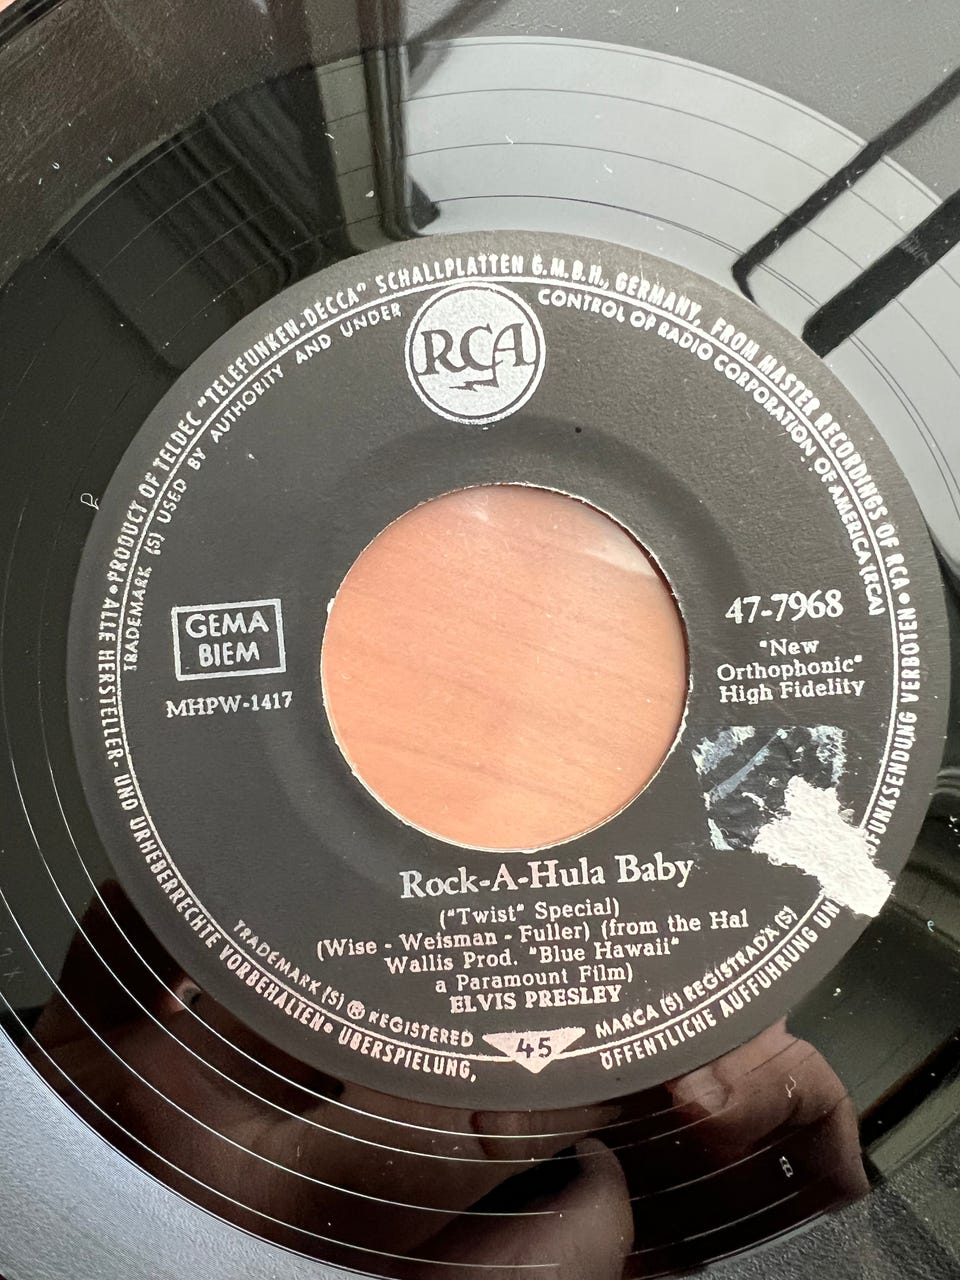 • PRODUCT OF TELDEC "TELEFUNKEN-DECCA" SCHALLPLATTEN G.M.B.H., GERMANY, FROM MASTER RECORDINGS OF RCA •
TRADEMARK (S) USED BY AUTHORITY AND UNDER CONTROL OF RADIO CORPORATION OF AMERICA (RCA)
RCA
GEMA
BIEM
MHPW-1417
47-7968
"New
Orthophonic"
High Fidelity
Rock-A-Hula Baby
("Twist" Special)
(Wise - Weisman - Fuller) (from the Hal
Wallis Prod. "Blue Hawaii"
a Paramount Film)
ELVIS PRESLEY
TRADEMARK (S) ® REGISTERED
45
MARCA (S) REGISTRADA (S)
ALLE HERSTELLER- UND URHEBERRECHTE VORBEHALTEN • ÜBERSPIELUNG, ÖFFENTLICHE AUFFÜHRUNG UN FUNKSENDUNG VERBOTEN